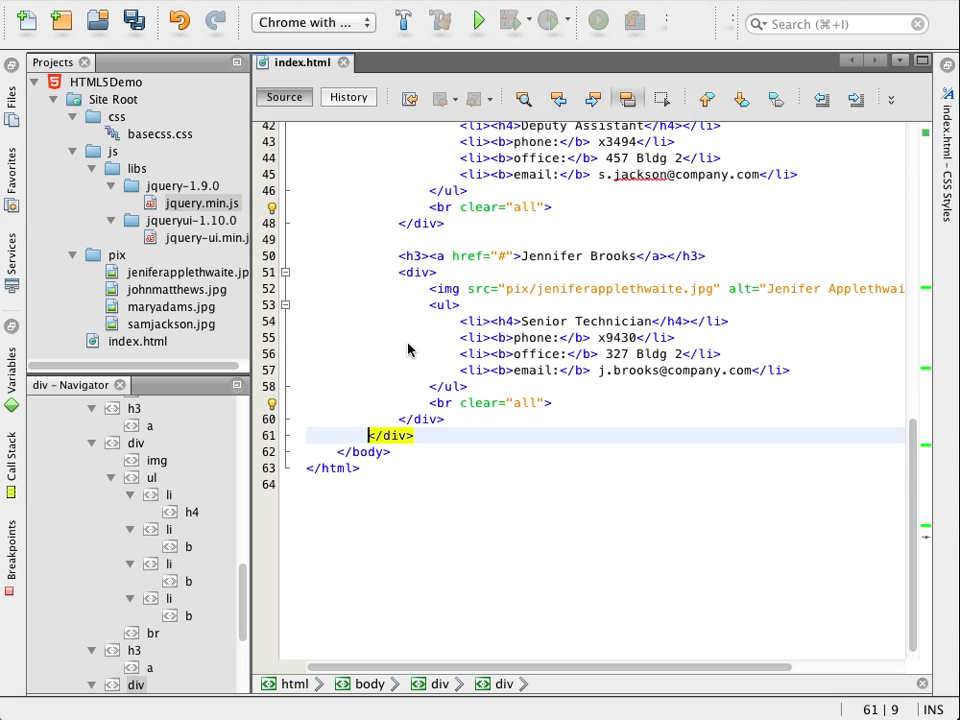 Chrome with ...
Search (⌘+I)
Files
Favorites
Services
Variables
Call Stack
Breakpoints
Projects
HTML5Demo
Site Root
css
basecss.css
js
libs
jquery-1.9.0
jquery.min.js
jqueryui-1.10.0
jquery-ui.min.j
pix
jeniferapplethwaite.jp
johnmatthews.jpg
maryadams.jpg
samjackson.jpg
index.html
div – Navigator
h3
a
div
img
ul
li
h4
li
b
li
b
li
b
br
h3
a
div
index.html
Source
History
42 <li><h4>Deputy Assistant</h4></li>
43 <li><b>phone:</b> x3494</li>
44 <li><b>office:</b> 457 Bldg 2</li>
45 <li><b>email:</b> s.jackson@company.com</li>
46 </ul>
<br clear="all">
48 </div>
49
50 <h3><a href="#">Jennifer Brooks</a></h3>
51 <div>
52 <img src="pix/jeniferapplethwaite.jpg" alt="Jenifer Applethwai
53 <ul>
54 <li><h4>Senior Technician</h4></li>
55 <li><b>phone:</b> x9430</li>
56 <li><b>office:</b> 327 Bldg 2</li>
57 <li><b>email:</b> j.brooks@company.com</li>
58 </ul>
<br clear="all">
60 </div>
61 </div>
62 </body>
63 </html>
64
html
body
div
div
index.html – CSS Styles
61 | 9
INS